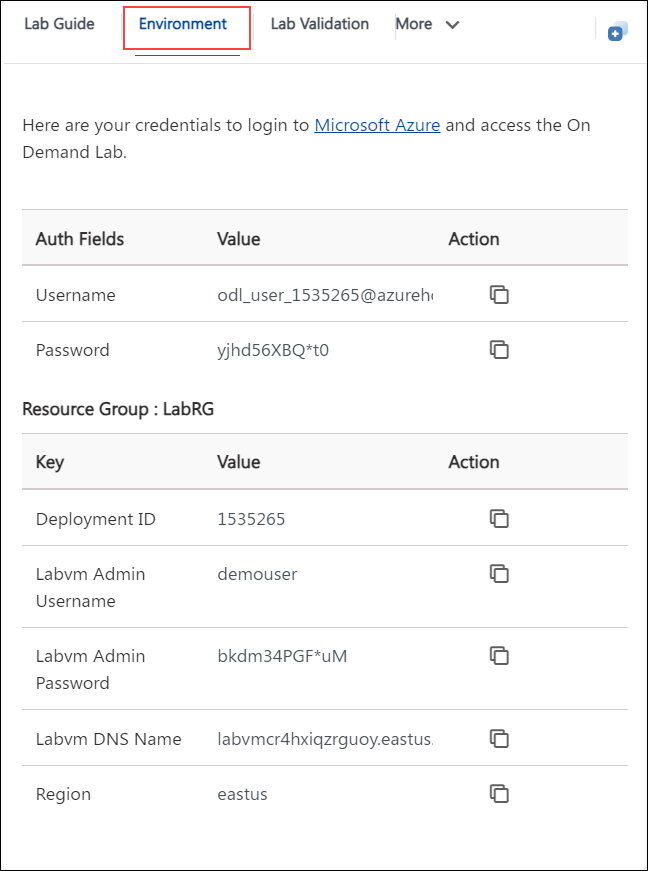 Lab Guide Environment Lab Validation More
Here are your credentials to login to Microsoft Azure and access the On
Demand Lab.
Auth Fields Value Action
Username odl_user_1535265@azureh
Password yjhd56XBQ*t0
Resource Group : LabRG
Key Value Action
Deployment ID 1535265
Labvm Admin demouser
Username
Labvm Admin bkdm34PGF*uM
Password
Labvm DNS Name labvmcr4hxiqzrguoy.eastus.
Region eastus